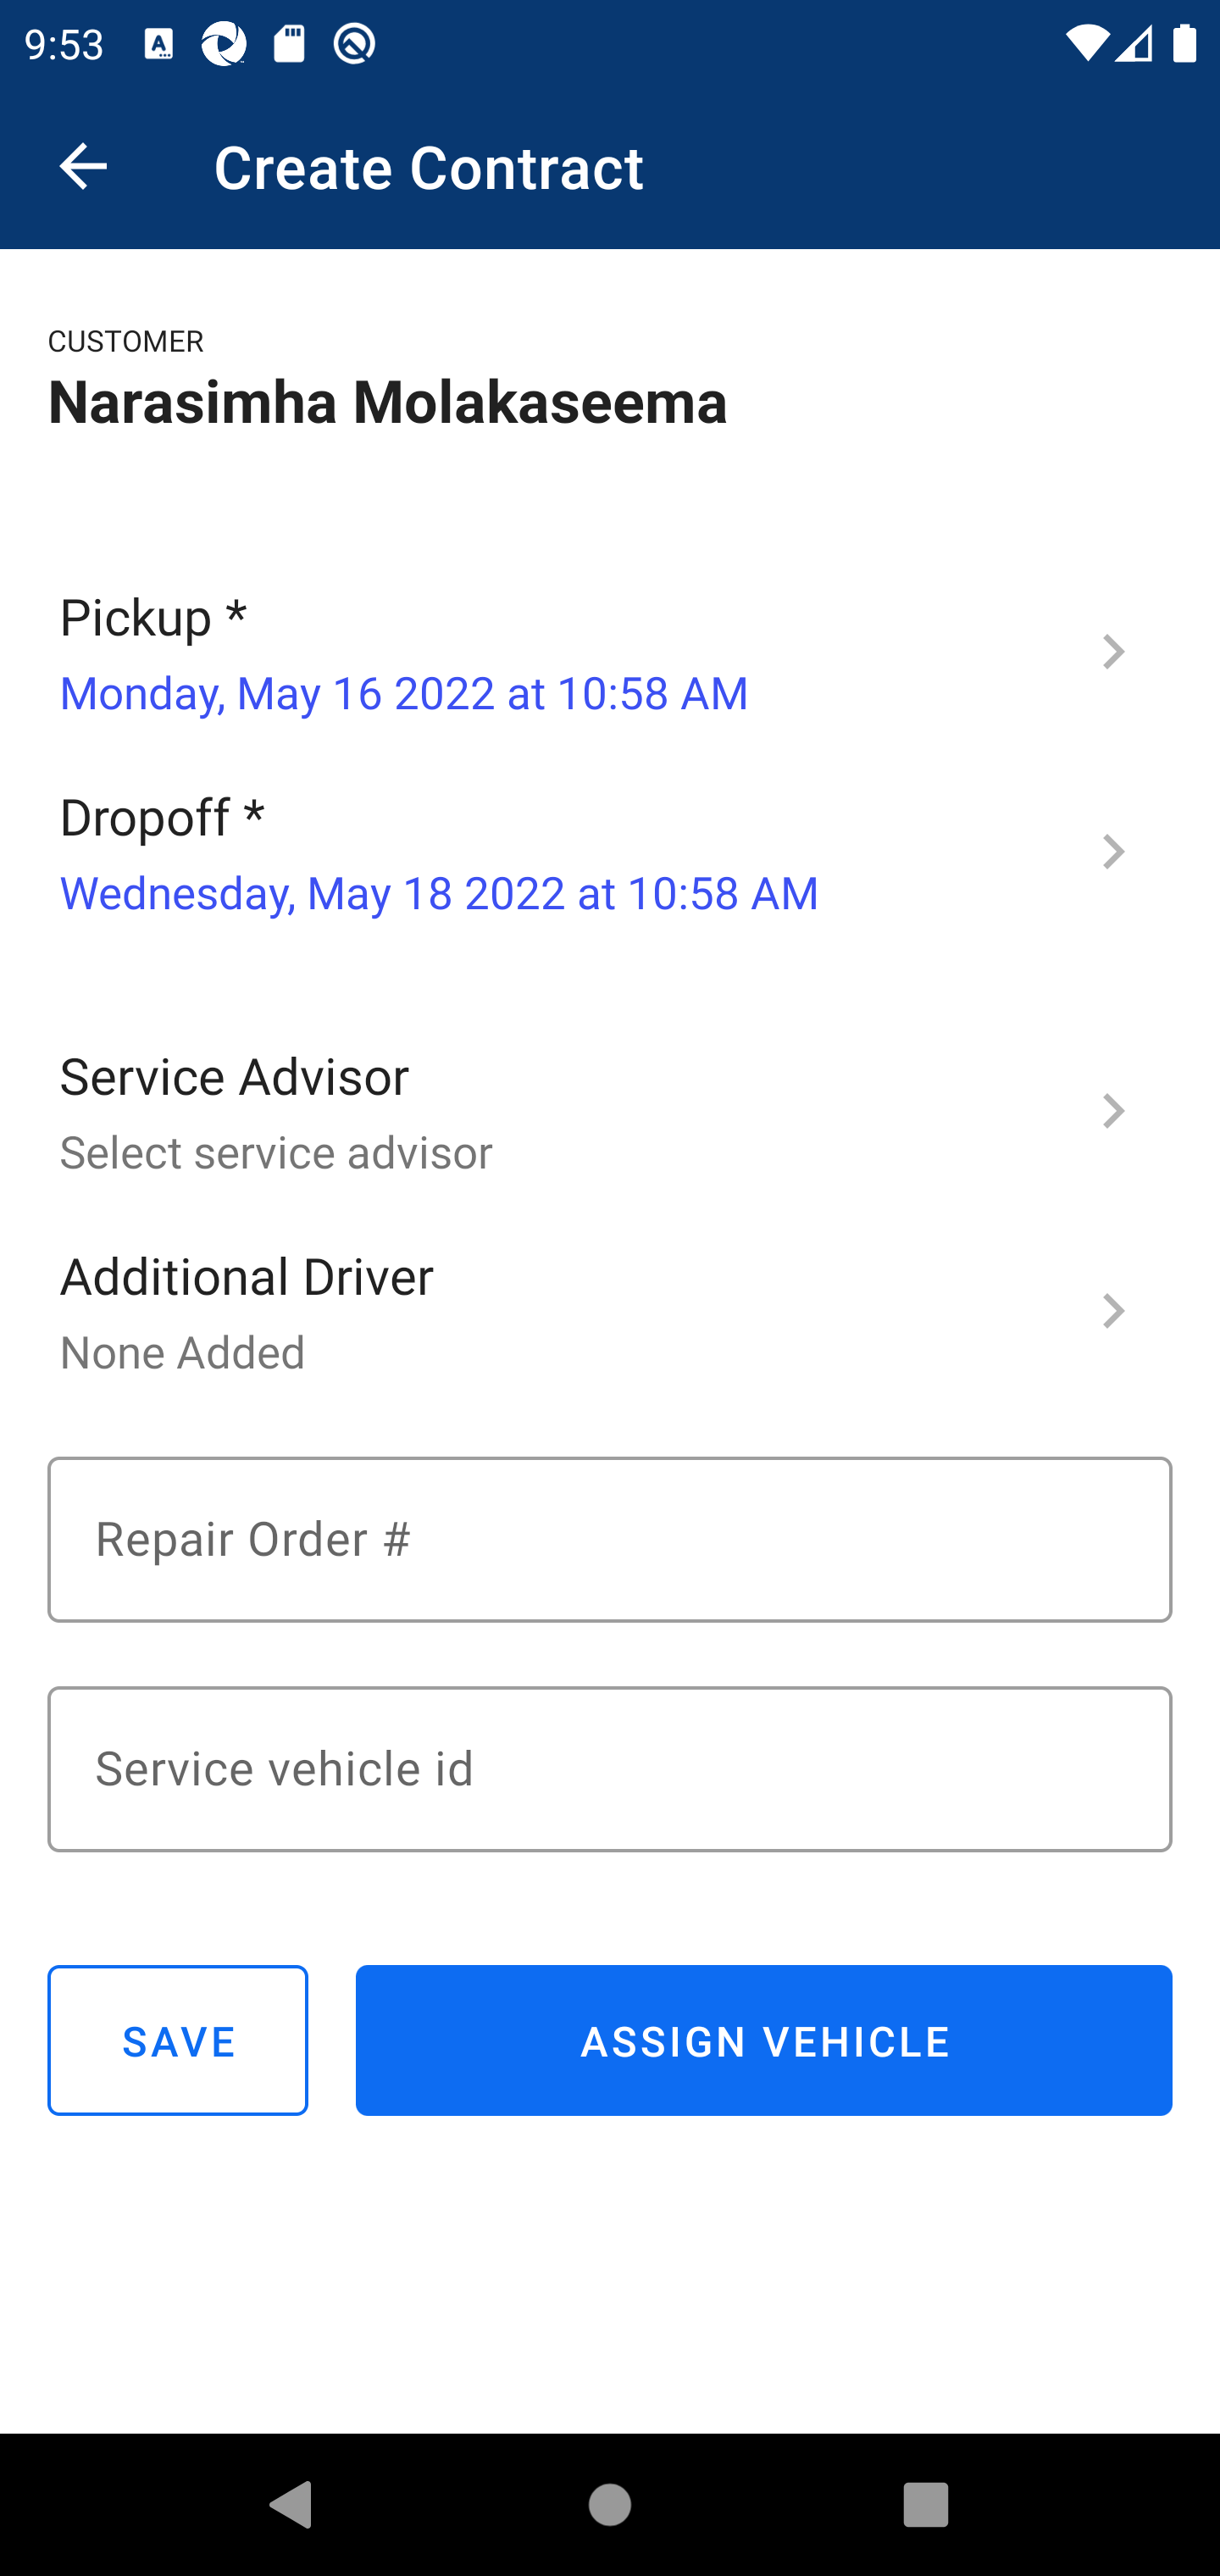 9:53
Create Contract
CUSTOMER
Narasimha Molakaseema
Pickup *
Monday, May 16 2022 at 10:58 AM
Dropoff *
Wednesday, May 18 2022 at 10:58 AM
Service Advisor
Select service advisor
Additional Driver
None Added
Repair Order #
Service vehicle id
SAVE
ASSIGN VEHICLE